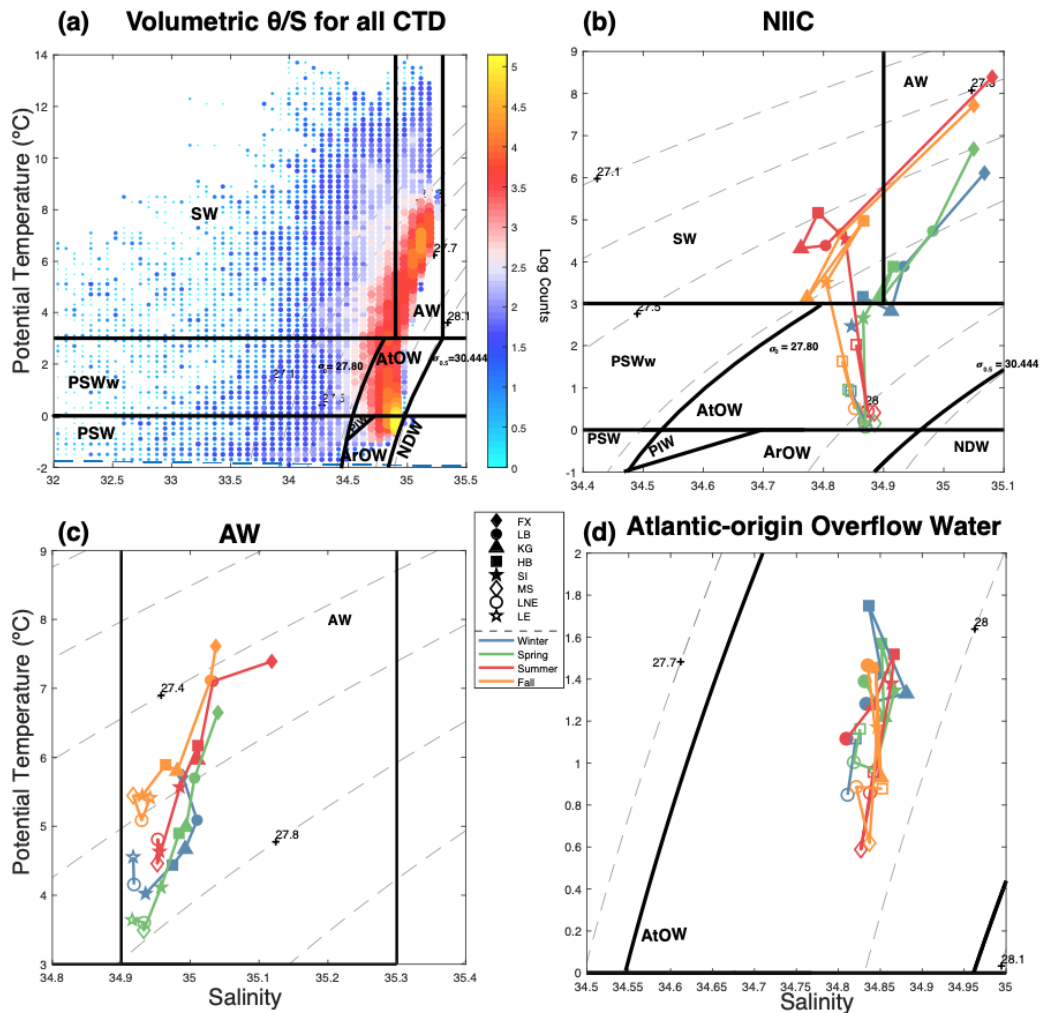 (a) Volumetric θ/S for all CTD
Potential Temperature (ºC)
14
12
10
8
6
4
2
0
-2
32
32.5
33
33.5
34
34.5
35
35.5
SW
27.7
AW
28.1
AtOW
σ₀ = 27.80
σ₀.₅ =30.444
PSWw
PSW
PIW
ArOW
NDW
5
4.5
4
3.5
3
2.5
2
1.5
1
0.5
0
Log Counts
(b) NIIC
9
8
7
6
5
4
3
2
1
0
-1
34.4
34.5
34.6
34.7
34.8
34.9
35
35.1
AW
27.3
27.1
SW
27.5
σ₀ = 27.80
σ₀.₅ = 30.444
PSWw
AtOW
28
PSW
PIW
ArOW
NDW
(c) AW
Potential Temperature (ºC)
9
8
7
6
5
4
3
34.8
34.9
35
35.1
35.2
35.3
35.4
Salinity
AW
27.4
27.8
FX
LB
KG
HB
SI
MS
LNE
LE
Winter
Spring
Summer
Fall
(d) Atlantic-origin Overflow Water
2
1.8
1.6
1.4
1.2
1
0.8
0.6
0.4
0.2
0
34.5
34.55
34.6
34.65
34.7
34.75
34.8
34.85
34.9
34.95
35
Salinity
27.7
28
AtOW
28.1